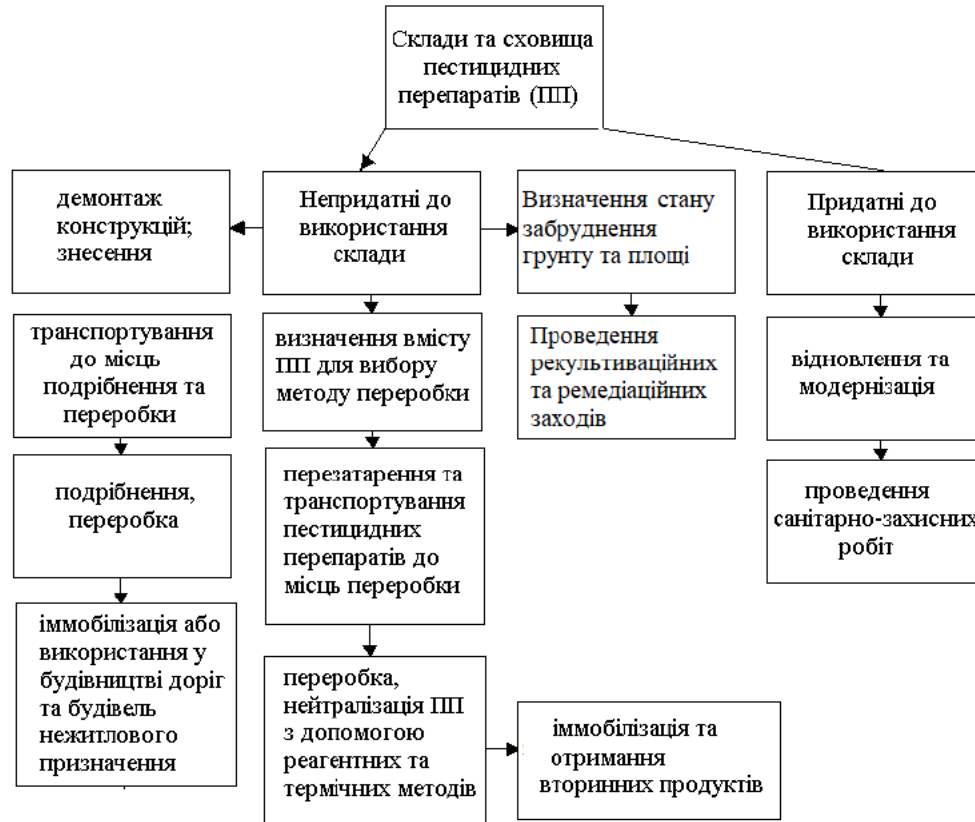 Склади та сховища
пестицидних
перепаратів (ПП)
демонтаж
конструкцій;
знесення
Непридатні до
використання
склади
Визначення стану
забруднення
грунту та площі
Придатні до
використання
склади
транспортування
до місць
подрібнення та
переробки
визначення вмісту
ПП для вибору
методу переробки
Проведення
рекультиваційних
та ремедіаційних
заходів
відновлення та
модернізація
подрібнення,
переробка
перезатарення та
транспортування
пестицидних
перепаратів до
місць переробки
проведення
санітарно-захисних
робіт
іммобілізація або
використання у
будівництві доріг
та будівель
нежитлового
призначення
переробка,
нейтралізація ПП
з допомогою
реагентних та
термічних методів
іммобілізація та
отримання
вторинних продуктів